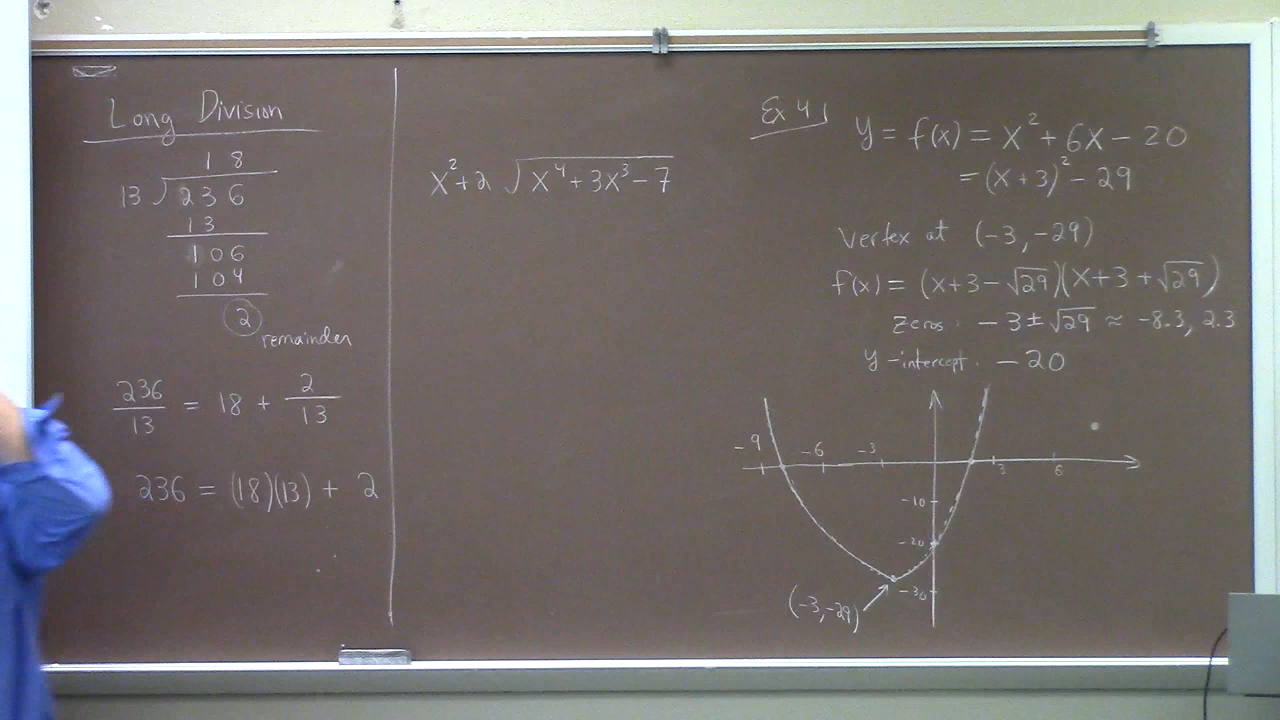 Long Division
18
13 ) 236
13
106
104
2
remainder
236/13 = 18 + 2/13
236 = (18)(13) + 2
x²+2 √x⁴+3x³-7
Ex 41
y = f(x) = x²+6x-20
= (x+3)²-29
Vertex at (-3,-29)
f(x) = (x+3-√29)(x+3+√29)
Zeros: -3±√29 ≈ -8.3, 2.3
y-intercept: -20
-9 -6 -3 3 6
-10
-20
-30
(-3,-29)